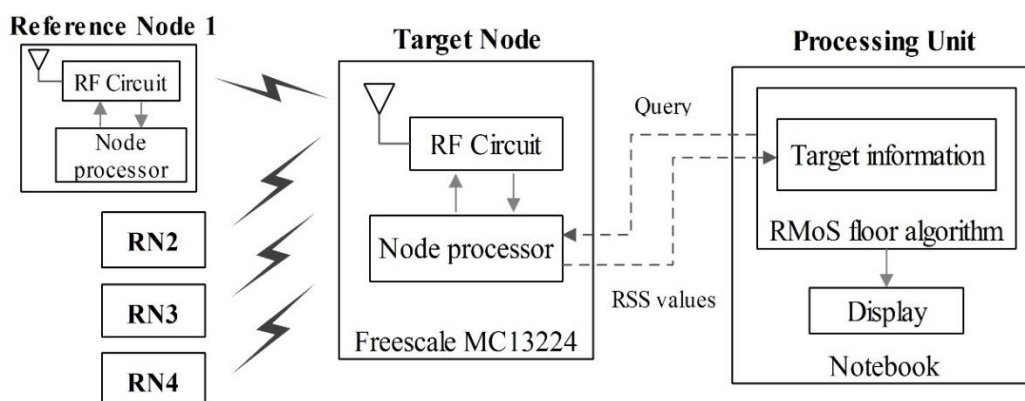 Reference Node 1
RF Circuit
Node
processor
RN2
RN3
RN4
Target Node
RF Circuit
Node processor
Freescale MC13224
Query
RSS values
Processing Unit
Target information
RMoS floor algorithm
Display
Notebook